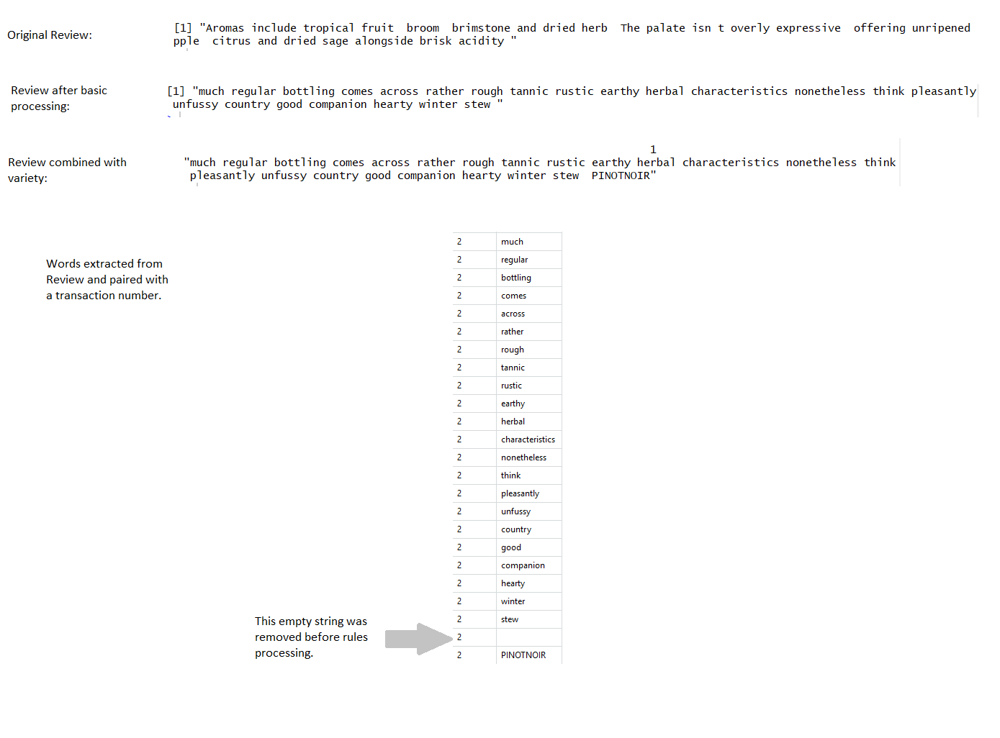 Original Review:
[1] "Aromas include tropical fruit  broom  brimstone and dried herb  The palate isn t overly expressive  offering unripened
pple  citrus and dried sage alongside brisk acidity "
Review after basic
processing:
[1] "much regular bottling comes across rather rough tannic rustic earthy herbal characteristics nonetheless think pleasantly
unfussy country good companion hearty winter stew "
Review combined with
variety:
1
"much regular bottling comes across rather rough tannic rustic earthy herbal characteristics nonetheless think
pleasantly unfussy country good companion hearty winter stew  PINOTNOIR"
Words extracted from
Review and paired with
a transaction number.
2 much
2 regular
2 bottling
2 comes
2 across
2 rather
2 rough
2 tannic
2 rustic
2 earthy
2 herbal
2 characteristics
2 nonetheless
2 think
2 pleasantly
2 unfussy
2 country
2 good
2 companion
2 hearty
2 winter
2 stew
2
2 PINOTNOIR
This empty string was
removed before rules
processing.